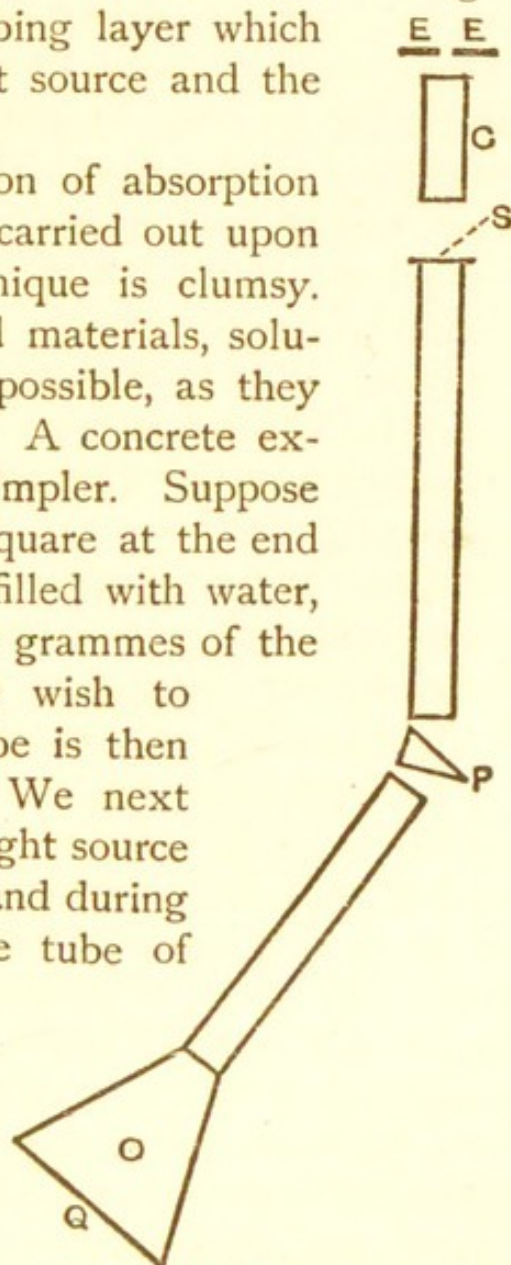 E E
bing layer which
t source and the
C
on of absorption
carried out upon
S
nique is clumsy.
l materials, solu-
possible, as they
A concrete ex-
mpler. Suppose
quare at the end
filled with water,
grammes of the
wish to
be is then
P
We next
ght source
nd during
e tube of
O
Q